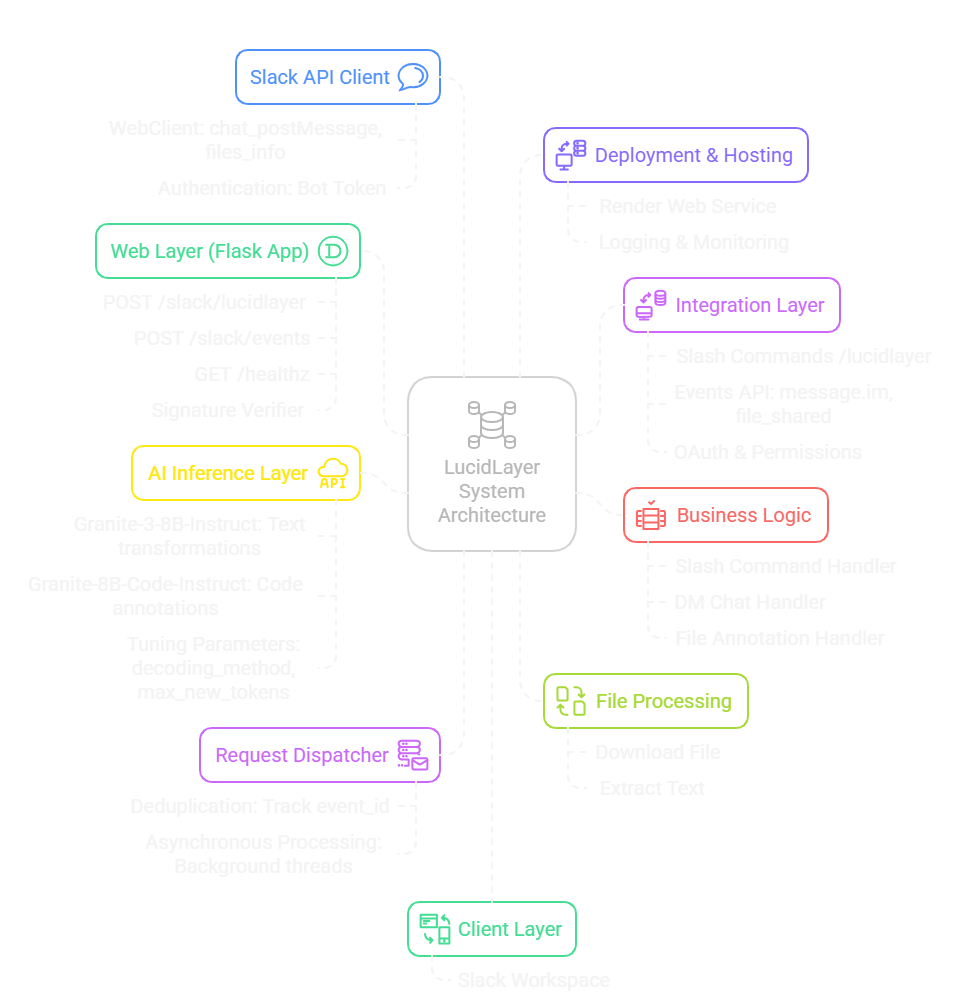 Slack API Client
WebClient: chat_postMessage,
files_info
Authentication: Bot Token
Web Layer (Flask App)
POST /slack/lucidlayer
POST /slack/events
GET /healthz
Signature Verifier
AI Inference Layer
API
Granite-3-8B-Instruct: Text
transformations
Granite-8B-Code-Instruct: Code
annotations
Tuning Parameters:
decoding_method,
max_new_tokens
Request Dispatcher
Deduplication: Track event_id
Asynchronous Processing:
Background threads
LucidLayer
System
Architecture
Deployment & Hosting
Render Web Service
Logging & Monitoring
Integration Layer
Slash Commands /lucidlayer
Events API: message.im,
file_shared
OAuth & Permissions
Business Logic
Slash Command Handler
DM Chat Handler
File Annotation Handler
File Processing
Download File
Extract Text
Client Layer
Slack Workspace